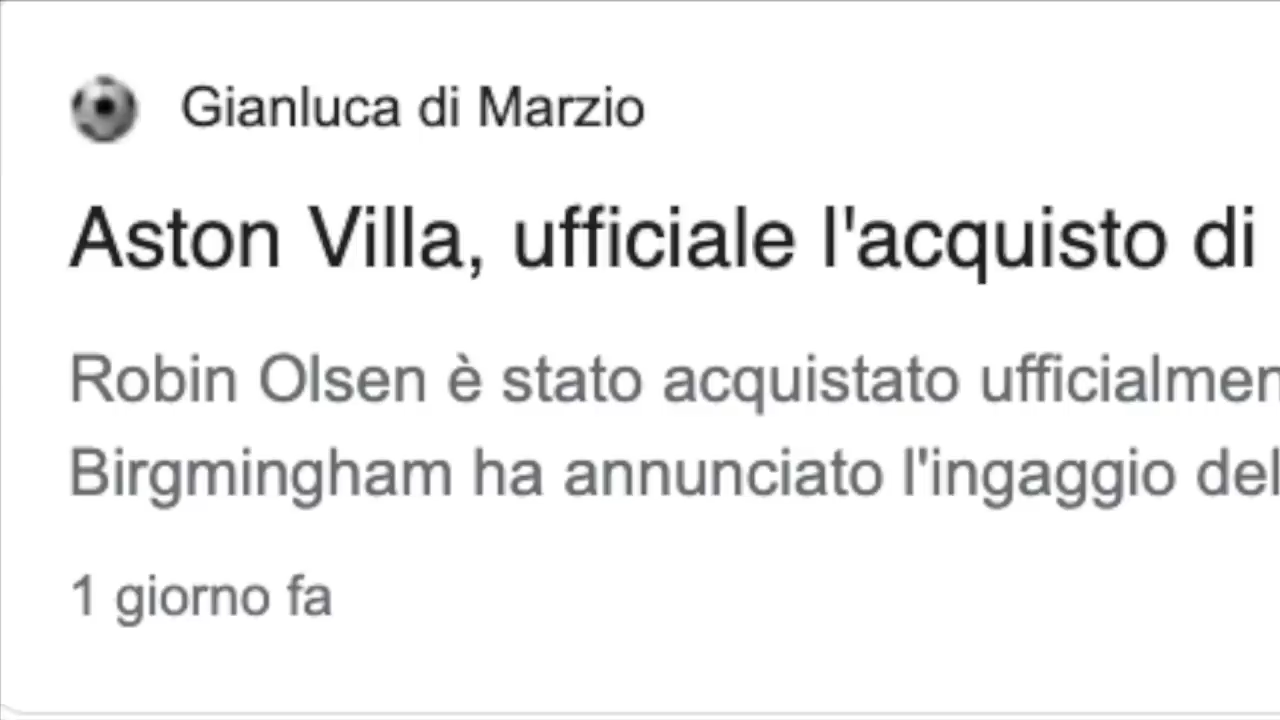 Gianluca di Marzio
Aston Villa, ufficiale l'acquisto di
Robin Olsen è stato acquistato ufficialmen
Birgmingham ha annunciato l'ingaggio del
1 giorno fa